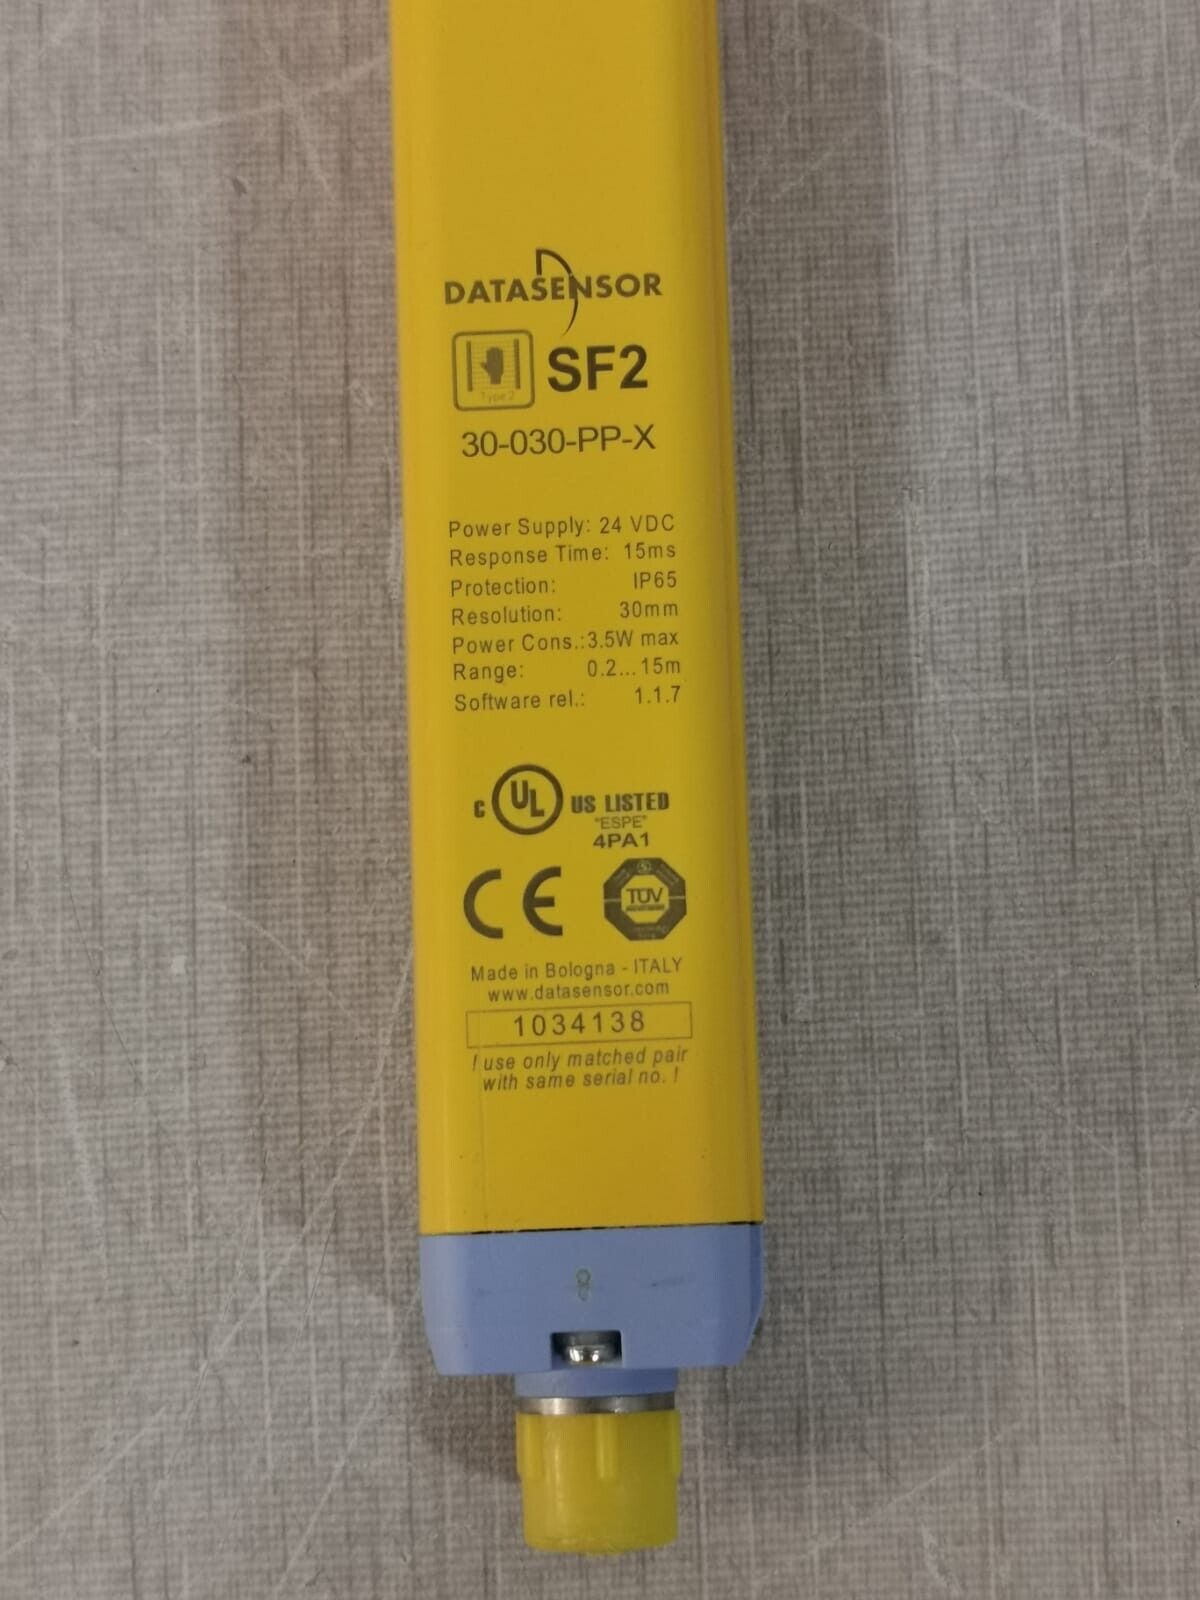 DATASENSOR
Type 2
SF2
30-030-PP-X
Power Supply: 24 VDC
Response Time: 15ms
Protection: IP65
Resolution: 30mm
Power Cons.:3.5W max
Range: 0.2...15m
Software rel.: 1.1.7
C UL US LISTED
"ESPE"
4PA1
CE
TÜV
Made in Bologna - ITALY
www.datasensor.com
1034138
! use only matched pair
with same serial no. !